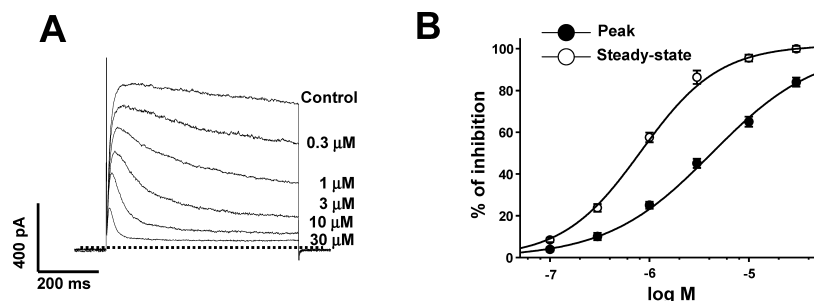 A
Control
0.3 µM
1 µM
3 µM
10 µM
30 µM
400 pA
200 ms
B
Peak
Steady-state
% of inhibition
100
80
60
40
20
0
-7
-6
-5
log M